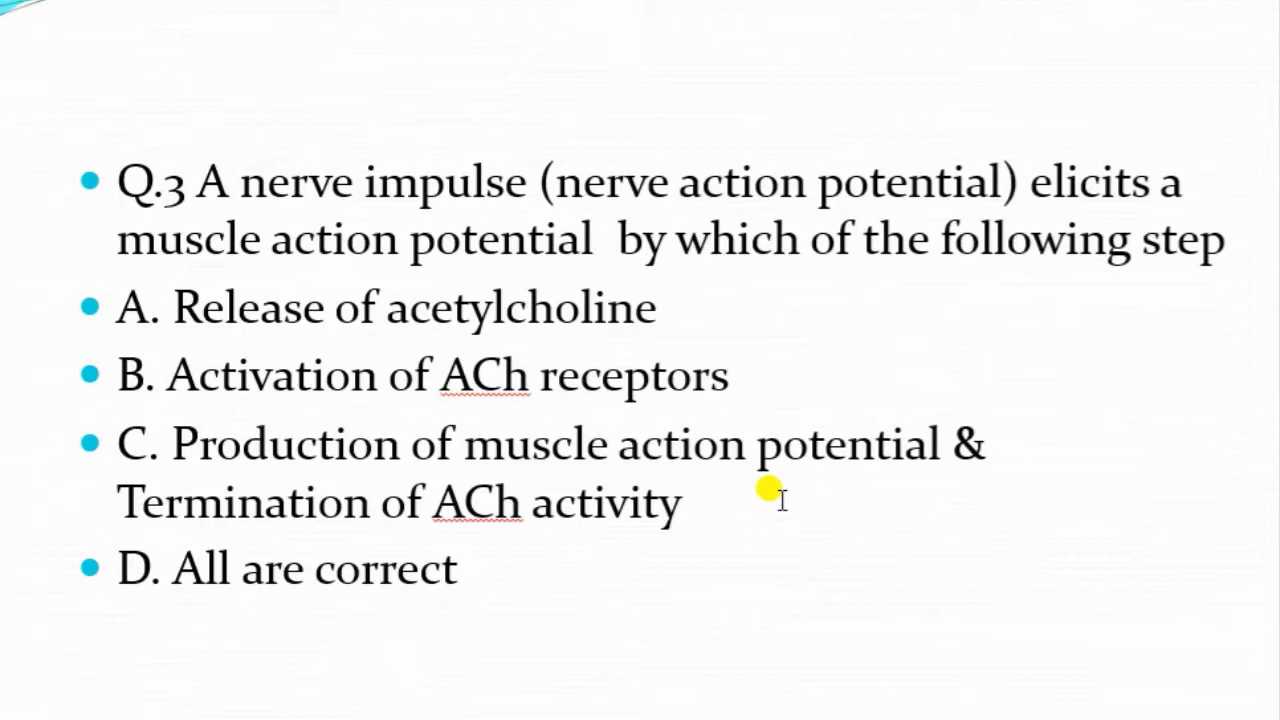 Q.3 A nerve impulse (nerve action potential) elicits a
muscle action potential by which of the following step
A. Release of acetylcholine
B. Activation of ACh receptors
C. Production of muscle action potential &
Termination of ACh activity
D. All are correct